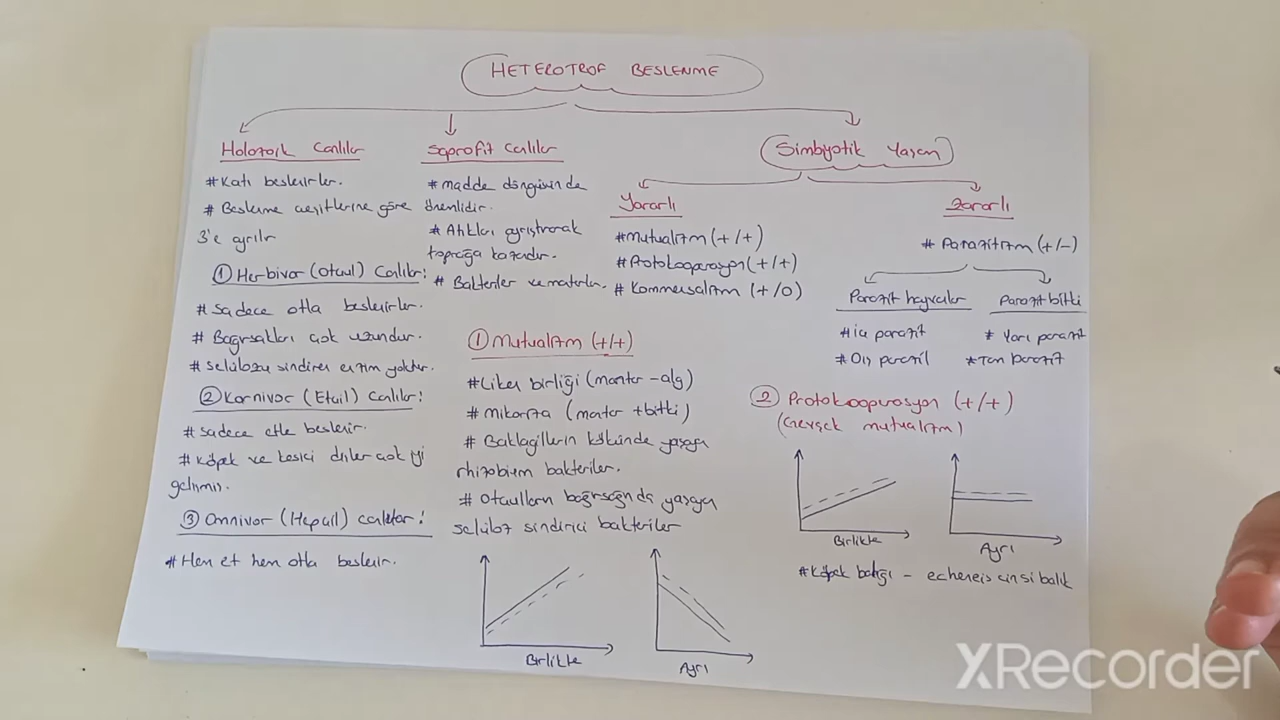 HETEROTROF BESLENME
Holozoik Canlılar
# Katı beslenirler.
# Beslenme çeşitlerine göre
3'e ayrılır
① Herbivor (Otçul) Canlılar:
# Sadece otla beslenirler.
# Bağırsakları çok uzundur.
# Selülozu sindiren enzim yoktur.
② Karnivor (Etçil) Canlılar:
# Sadece etle beslenir.
# Köpek ve kesici dişler çok iyi
gelişmiş.
③ Omnivor (Hepçil) canlılar:
# Hem et hem otla beslenir.
Saprofit Canlılar
# Madde döngüsünde
önemlidir.
# Atıkları ayrıştırarak
toprağa kazandır.
# Bakteriler ve mantarlar.
Simbiyotik Yaşam
Yararlı
# Mutualizm (+/+)
# Protokooperasyon (+/+)
# Kommensalizm (+/0)
Zararlı
# Parazitizm (+/-)
Parazit hayvanlar
# İç parazit
# Dış parazit
Parazit bitki
* Yarı parazit
* Tam parazit
① Mutualizm (+/+)
# Liken birliği (mantar - alg)
# Mikoriza (mantar + bitki)
# Baklagillerin kökünde yaşayan
rhizobium bakteriler.
# Otçulların bağırsağında yaşayan
selüloz sindirici bakteriler
Birlikte
Ayrı
② Protokooperasyon (+/+)
(Gevşek mutualizm)
Birlikte
Ayrı
# Köpek balığı - echeneis cinsi balık
XRecorder